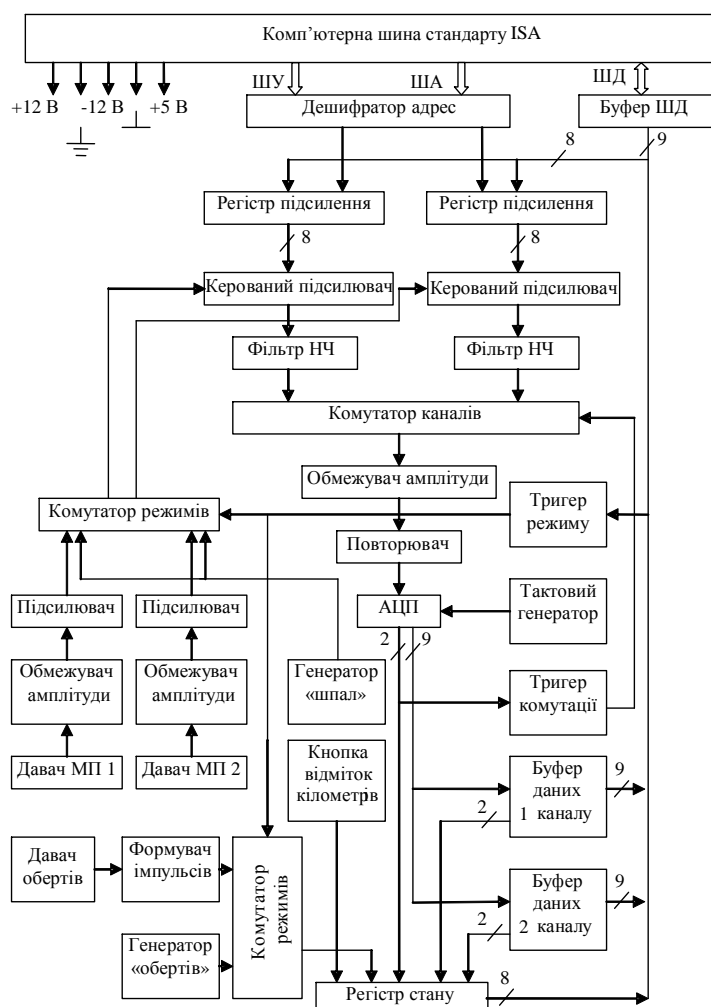 Комп’ютерна шина стандарту ISA
ШУ
ША
ШД
+12 В
-12 В
+5 В
Дешифратор адрес
Буфер ШД
8
9
Регістр підсилення
Регістр підсилення
8
8
Керований підсилювач
Керований підсилювач
Фільтр НЧ
Фільтр НЧ
Комутатор каналів
Обмежувач амплітуди
Комутатор режимів
Тригер
режиму
Повторювач
Підсилювач
Підсилювач
АЦП
Тактовий
генератор
2
9
Обмежувач
амплітуди
Обмежувач
амплітуди
Генератор
«шпал»
Тригер
комутації
Давач МП 1
Давач МП 2
Кнопка
відміток
кілометрів
Буфер
даних
1 каналу
9
2
Давач
обертів
Формувач
імпульсів
Комутатор
режимів
Буфер
даних
2 каналу
9
2
Генератор
«обертів»
Регістр стану
8